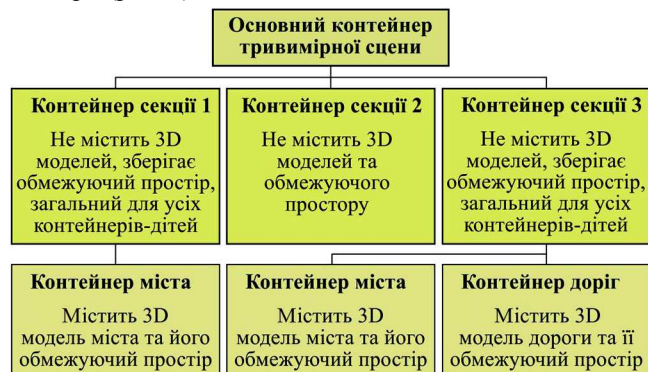 Основний контейнер
тривимірної сцени
Контейнер секції 1
Не містить 3D
моделей, зберігає
обмежуючий простір,
загальний для усіх
контейнерів-дітей
Контейнер секції 2
Не містить 3D
моделей та
обмежуючого
простору
Контейнер секції 3
Не містить 3D
моделей, зберігає
обмежуючий простір,
загальний для усіх
контейнерів-дітей
Контейнер міста
Містить 3D
модель міста та його
обмежуючий простір
Контейнер міста
Містить 3D
модель міста та його
обмежуючий простір
Контейнер доріг
Містить 3D
модель дороги та її
обмежуючий простір